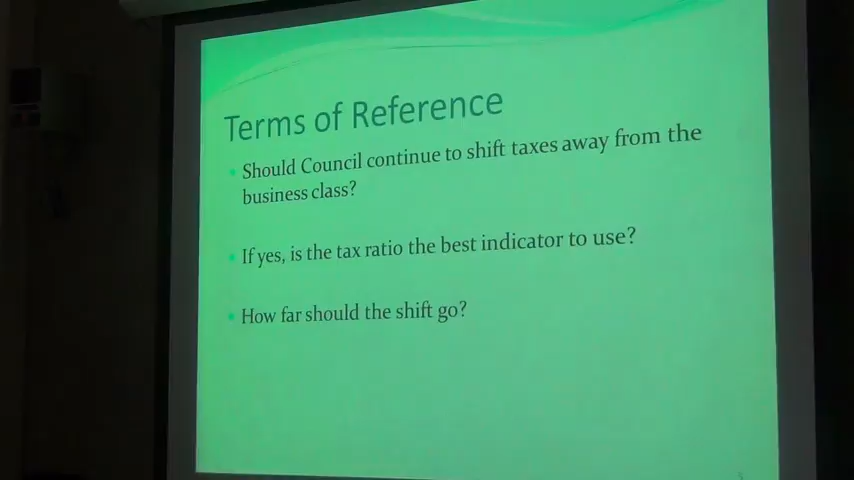 Terms of Reference
• Should Council continue to shift taxes away from the
business class?
• If yes, is the tax ratio the best indicator to use?
• How far should the shift go?